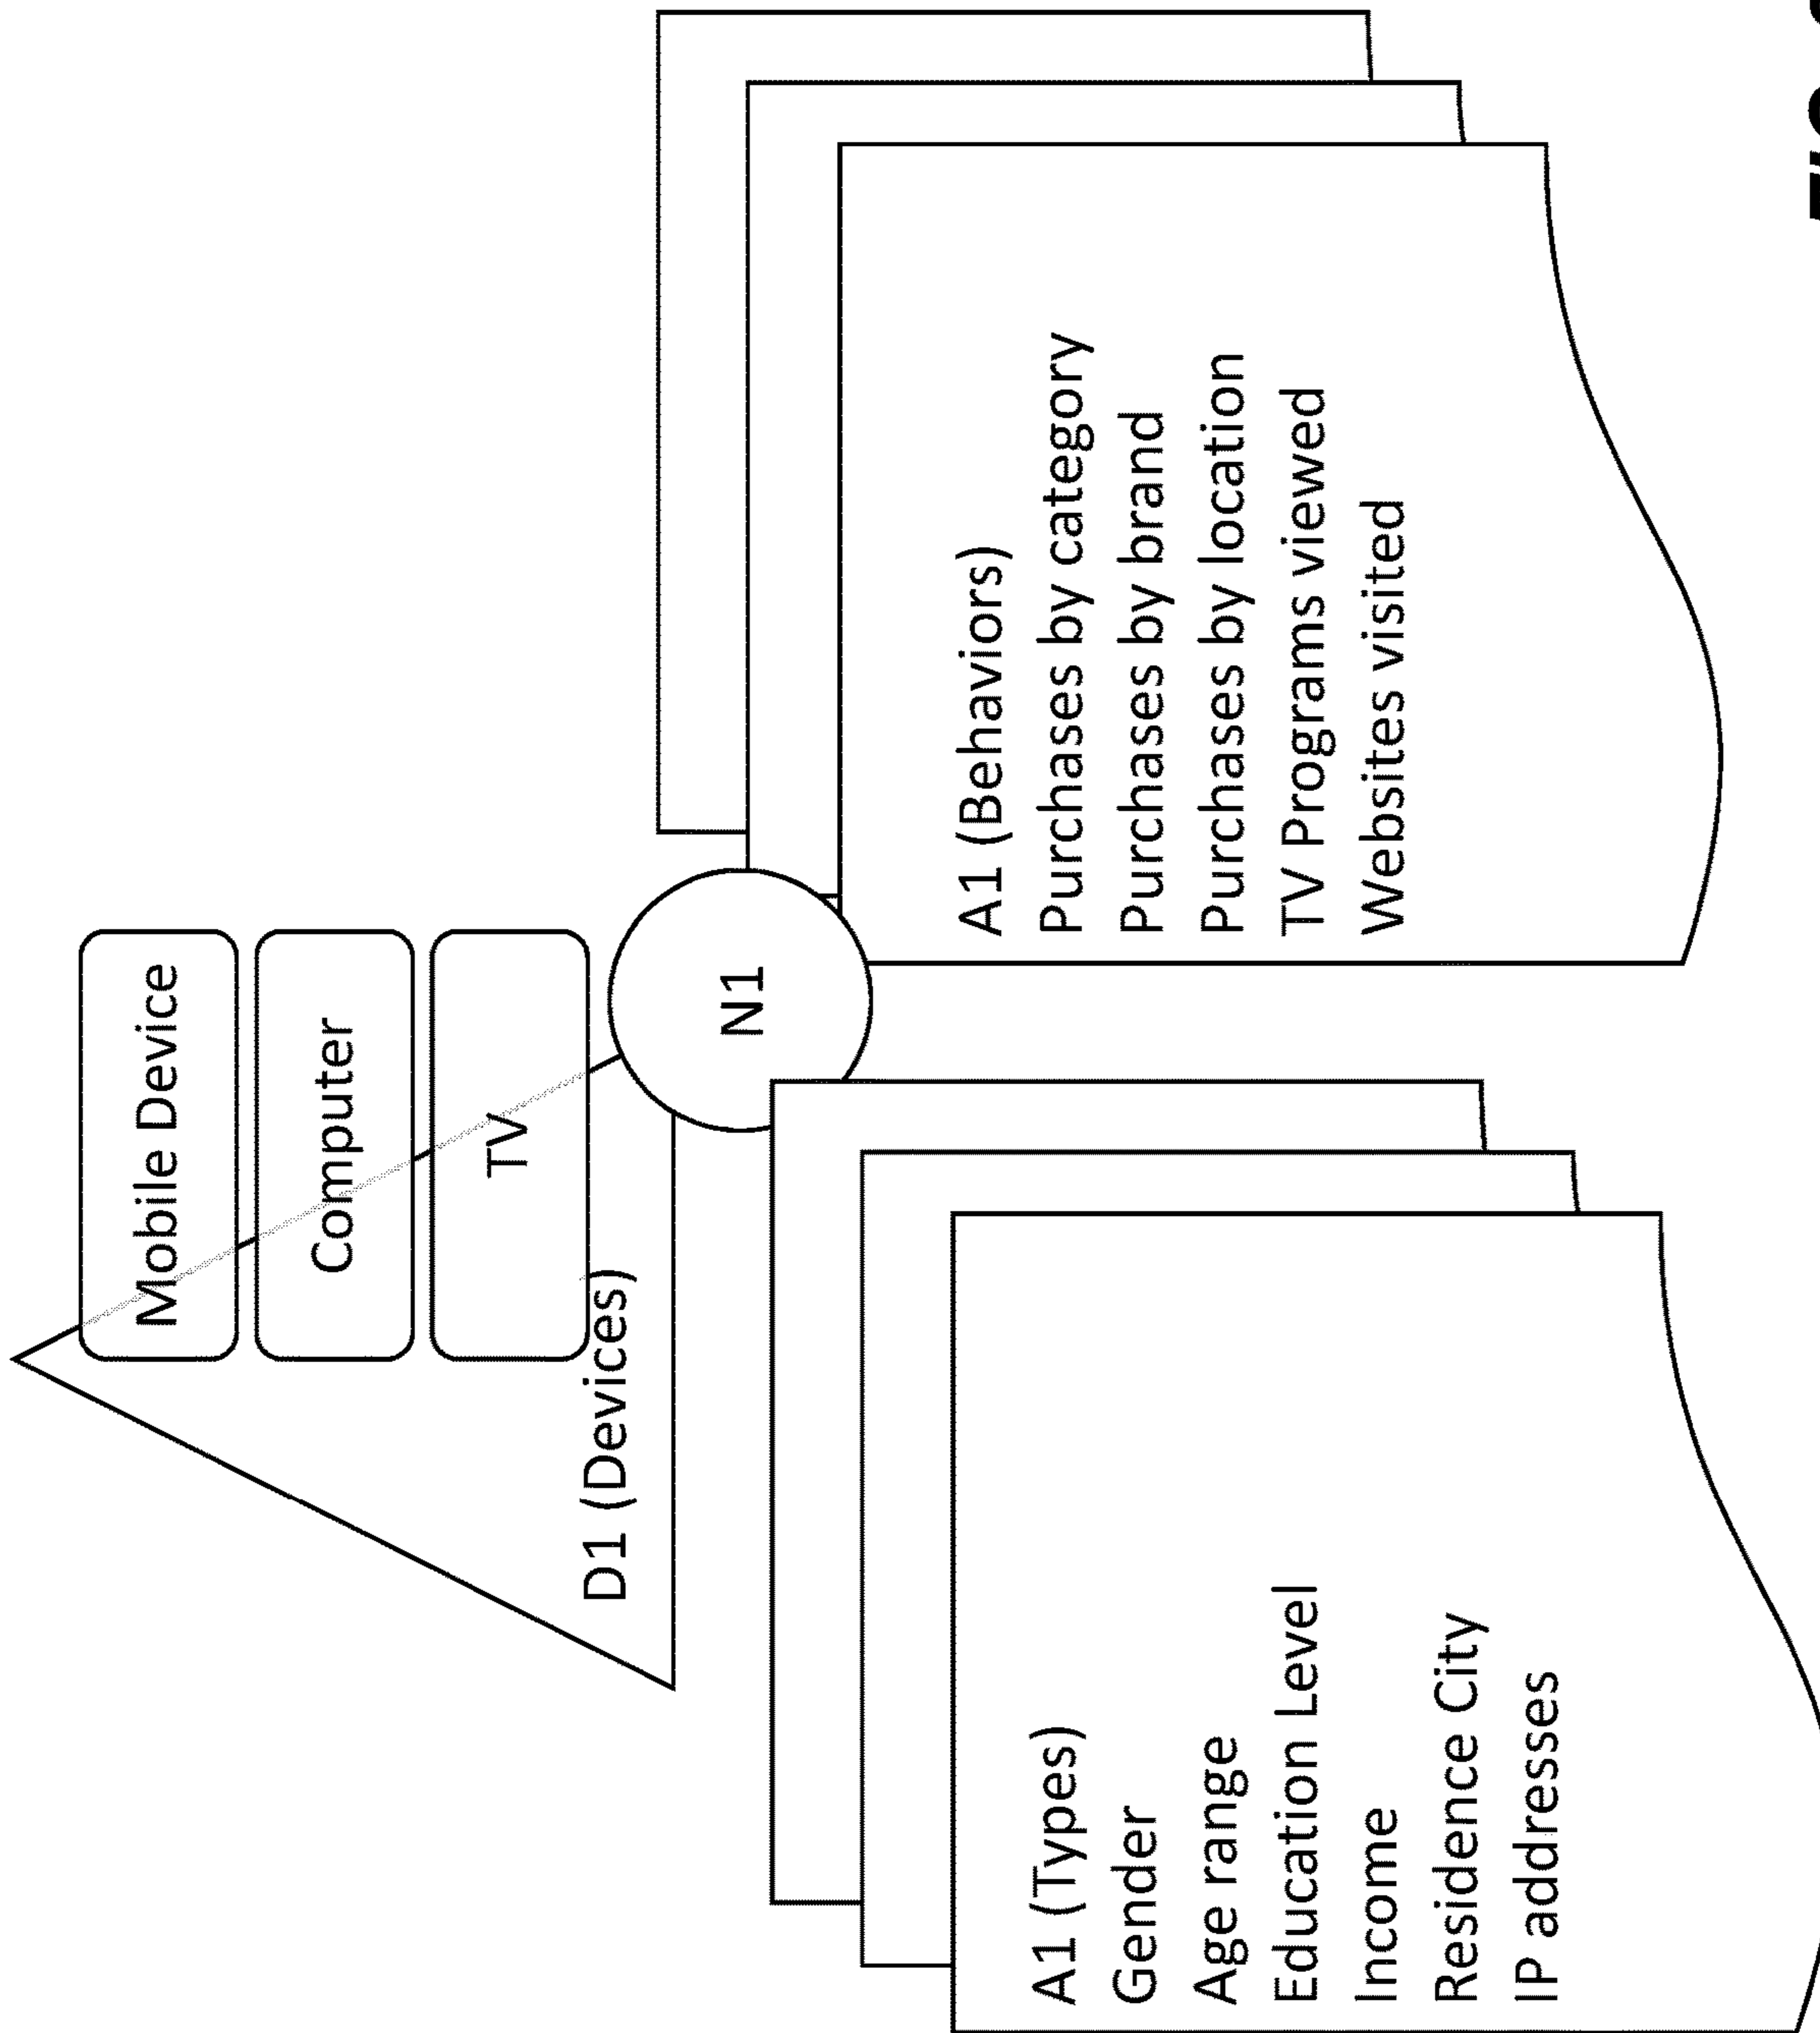 Mobile Device
Computer
TV
D1 (Devices)
N1
A1 (Types)
Gender
Age range
Education Level
Income
Residence City
IP addresses
A1 (Behaviors)
Purchases by category
Purchases by brand
Purchases by location
TV Programs viewed
Websites visited